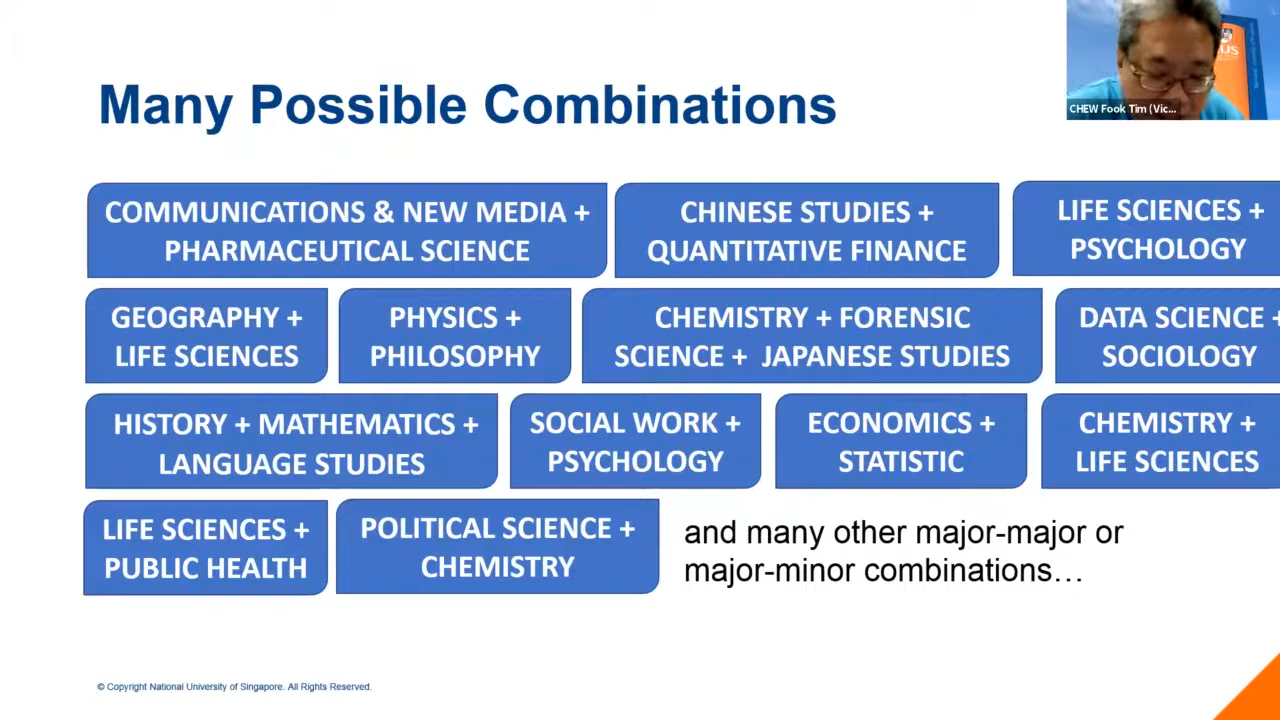 Many Possible Combinations
CHEW Fook Tim (Vic...
US
COMMUNICATIONS & NEW MEDIA +
PHARMACEUTICAL SCIENCE
CHINESE STUDIES +
QUANTITATIVE FINANCE
LIFE SCIENCES +
PSYCHOLOGY
GEOGRAPHY +
LIFE SCIENCES
PHYSICS +
PHILOSOPHY
CHEMISTRY + FORENSIC
SCIENCE + JAPANESE STUDIES
DATA SCIENCE +
SOCIOLOGY
HISTORY + MATHEMATICS +
LANGUAGE STUDIES
SOCIAL WORK +
PSYCHOLOGY
ECONOMICS +
STATISTIC
CHEMISTRY +
LIFE SCIENCES
LIFE SCIENCES +
PUBLIC HEALTH
POLITICAL SCIENCE +
CHEMISTRY
and many other major-major or
major-minor combinations…
© Copyright National University of Singapore. All Rights Reserved.